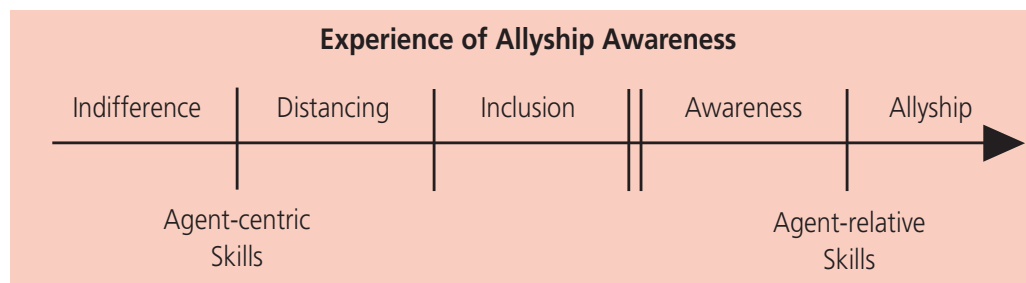 Experience of Allyship Awareness
Indifference Distancing Inclusion Awareness Allyship
Agent-centric Agent-relative
Skills Skills